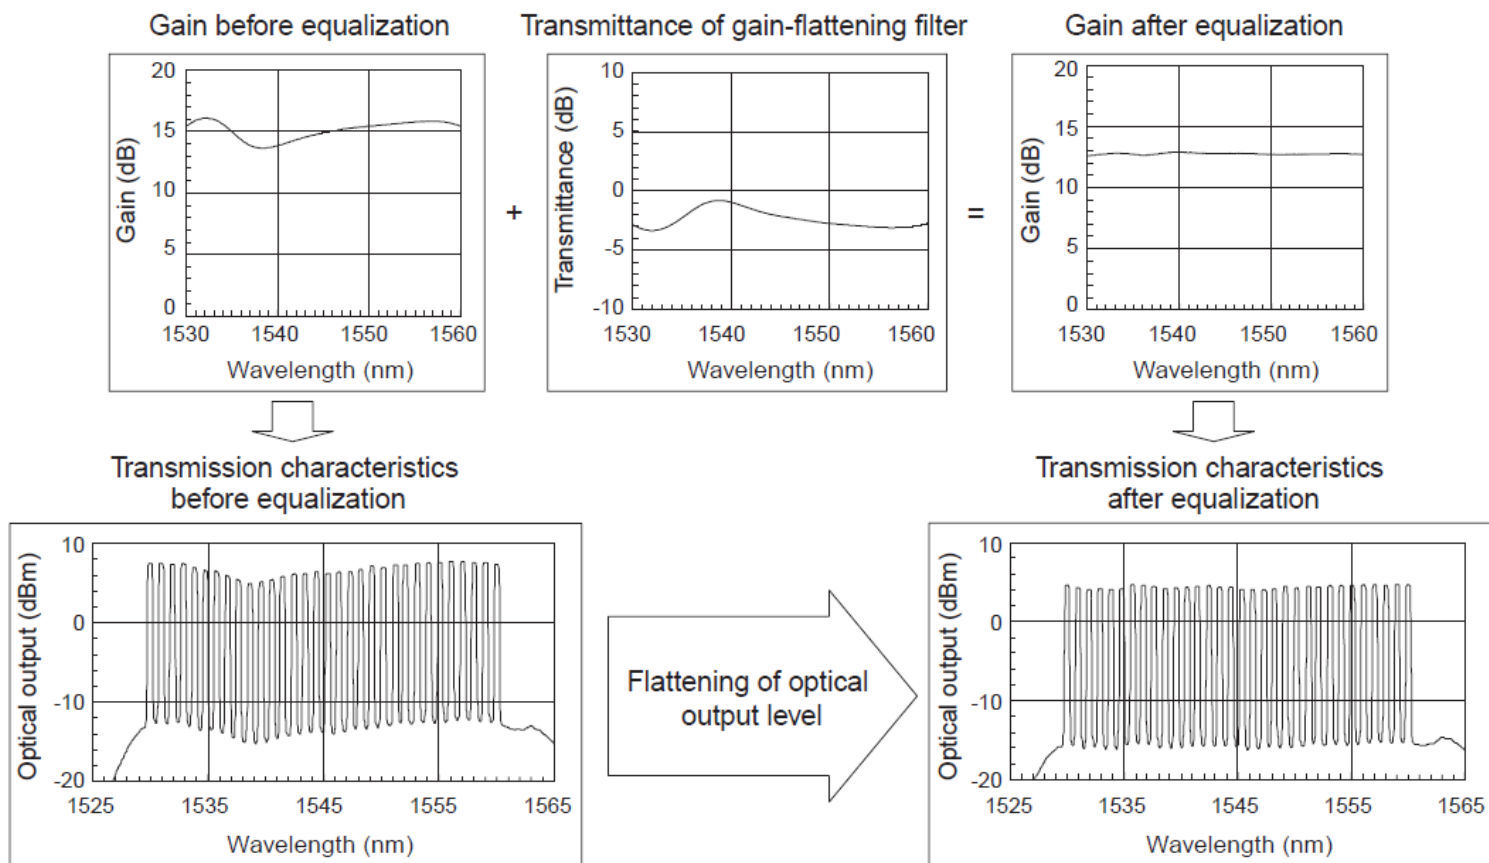 Gain before equalization
Transmittance of gain-flattening filter
Gain after equalization
20
15
10
5
0
Gain (dB)
1530 1540 1550 1560
Wavelength (nm)
+
10
5
0
-5
-10
Transmittance (dB)
1530 1540 1550 1560
Wavelength (nm)
=
20
15
10
5
0
Gain (dB)
1530 1540 1550 1560
Wavelength (nm)
Transmission characteristics
before equalization
10
0
-10
-20
Optical output (dBm)
1525 1535 1545 1555 1565
Wavelength (nm)
Flattening of optical
output level
Transmission characteristics
after equalization
10
0
-10
-20
Optical output (dBm)
1525 1535 1545 1555 1565
Wavelength (nm)